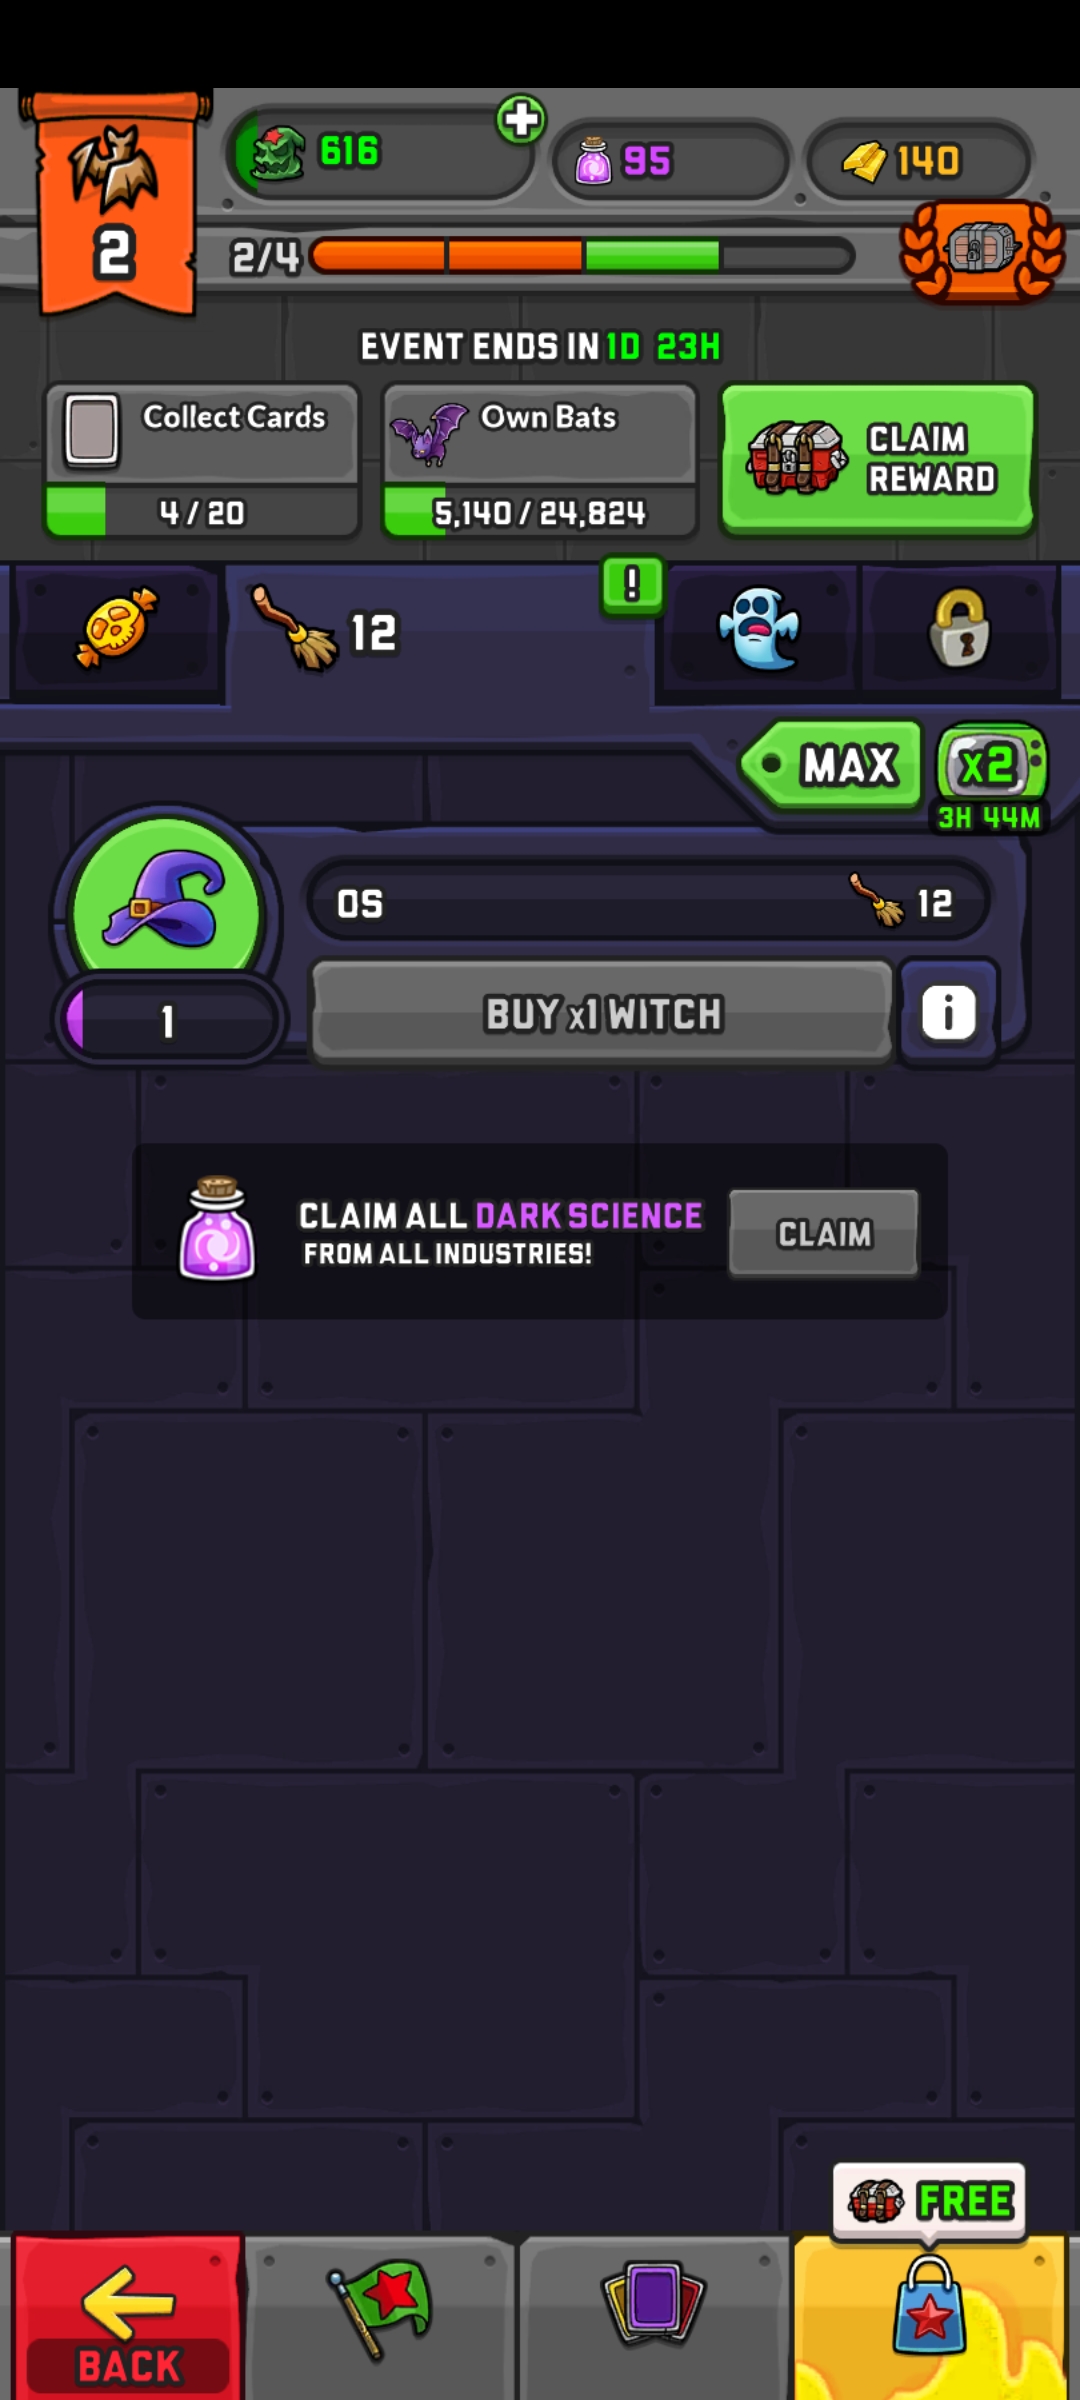 616
95
140
2
2/4
EVENT ENDS IN 1D 23H
Collect Cards
4 / 20
Own Bats
5,140 / 24,824
CLAIM
REWARD
12
!
MAX
x2
3H 44M
0S
12
1
BUY x1 WITCH
i
CLAIM ALL DARK SCIENCE
FROM ALL INDUSTRIES!
CLAIM
FREE
BACK